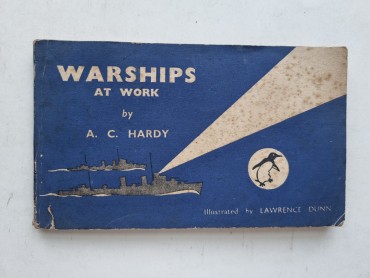 WARSHIPS
AT WORK
by
A. C. HARDY
Illustrated by LAWRENCE DUNN